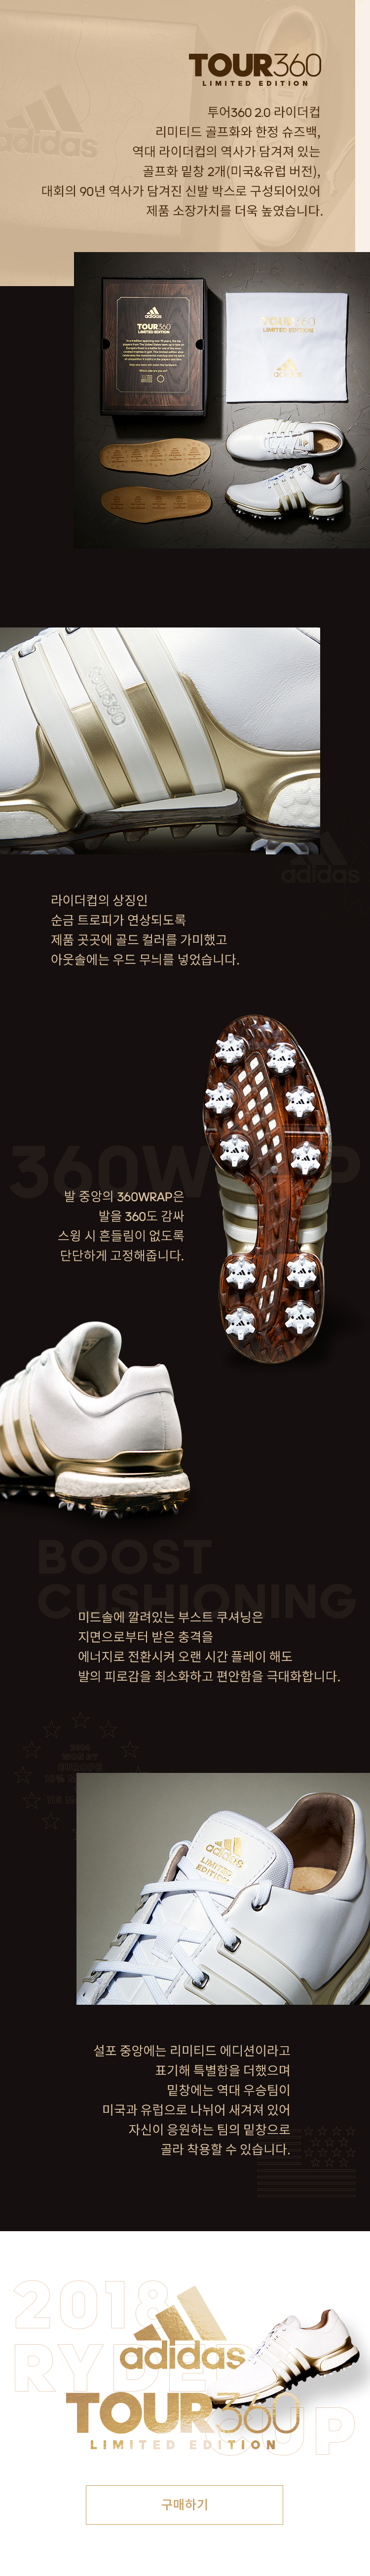 TOUR360
LIMITED EDITION
투어360 2.0 라이더컵
리미티드 골프화와 한정 슈즈백,
역대 라이더컵의 역사가 담겨져 있는
골프화 밑창 2개(미국&유럽 버전),
대회의 90년 역사가 담겨진 신발 박스로 구성되어있어
제품 소장가치를 더욱 높였습니다.
adidas
adidas
TOUR360
LIMITED EDITION
TOUR360
LIMITED EDITION
adidas
tour360
adidas
라이더컵의 상징인
순금 트로피가 연상되도록
제품 곳곳에 골드 컬러를 가미했고
아웃솔에는 우드 무늬를 넣었습니다.
360WRAP
발 중앙의 360WRAP은
발을 360도 감싸
스윙 시 흔들림이 없도록
단단하게 고정해줍니다.
BOOST
CUSHIONING
미드솔에 깔려있는 부스트 쿠셔닝은
지면으로부터 받은 충격을
에너지로 전환시켜 오랜 시간 플레이 해도
발의 피로감을 최소화하고 편안함을 극대화합니다.
adidas
LIMITED
EDITION
설포 중앙에는 리미티드 에디션이라고
표기해 특별함을 더했으며
밑창에는 역대 우승팀이
미국과 유럽으로 나뉘어 새겨져 있어
자신이 응원하는 팀의 밑창으로
골라 착용할 수 있습니다.
2018
RYDER
CUP
adidas
TOUR360
LIMITED EDITION
구매하기